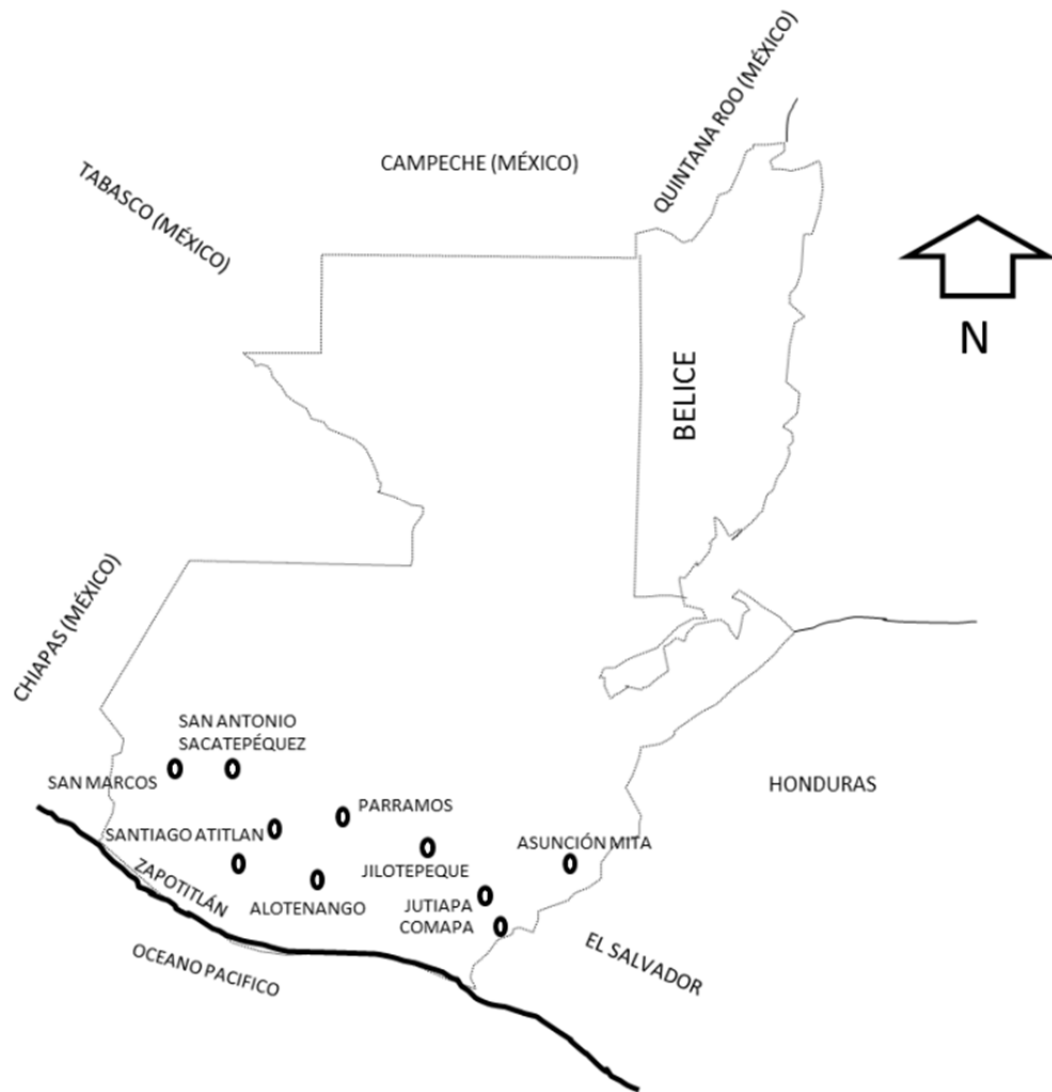 QUINTANA ROO (MÉXICO)
CAMPECHE (MÉXICO)
TABASCO (MÉXICO)
N
BELICE
CHIAPAS (MÉXICO)
SAN ANTONIO
SACATEPÉQUEZ
SAN MARCOS
HONDURAS
PARRAMOS
SANTIAGO ATITLAN
ASUNCIÓN MITA
JILOTEPEQUE
ZAPOTITLÁN
ALOTENANGO
JUTIAPA
COMAPA
EL SALVADOR
OCEANO PACIFICO